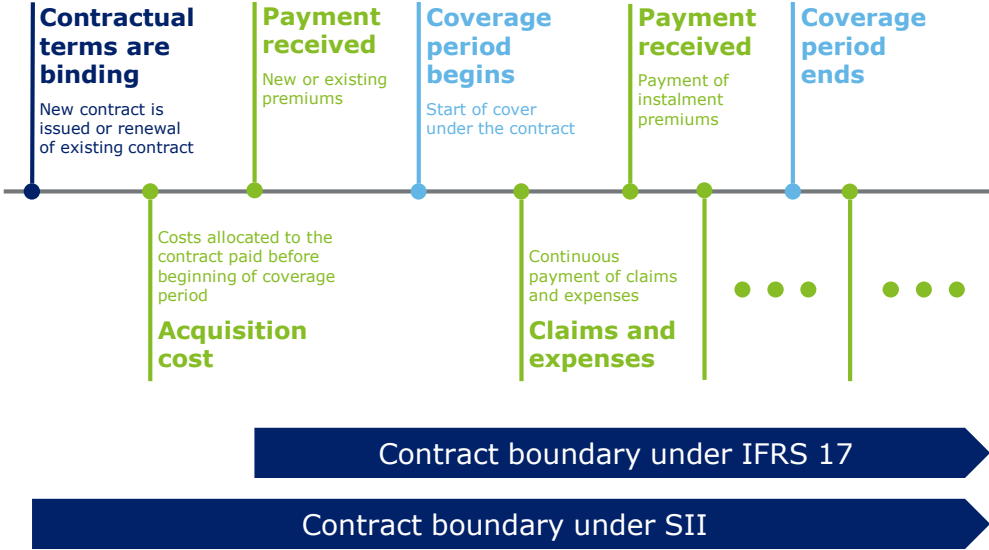 Contractual
terms are
binding
New contract is
issued or renewal
of existing contract
Payment
received
New or existing
premiums
Coverage
period
begins
Start of cover
under the contract
Payment
received
Payment of
instalment
premiums
Coverage
period
ends
Costs allocated to the
contract paid before
beginning of coverage
period
Acquisition
cost
Continuous
payment of claims
and expenses
Claims and
expenses
Contract boundary under IFRS 17
Contract boundary under SII